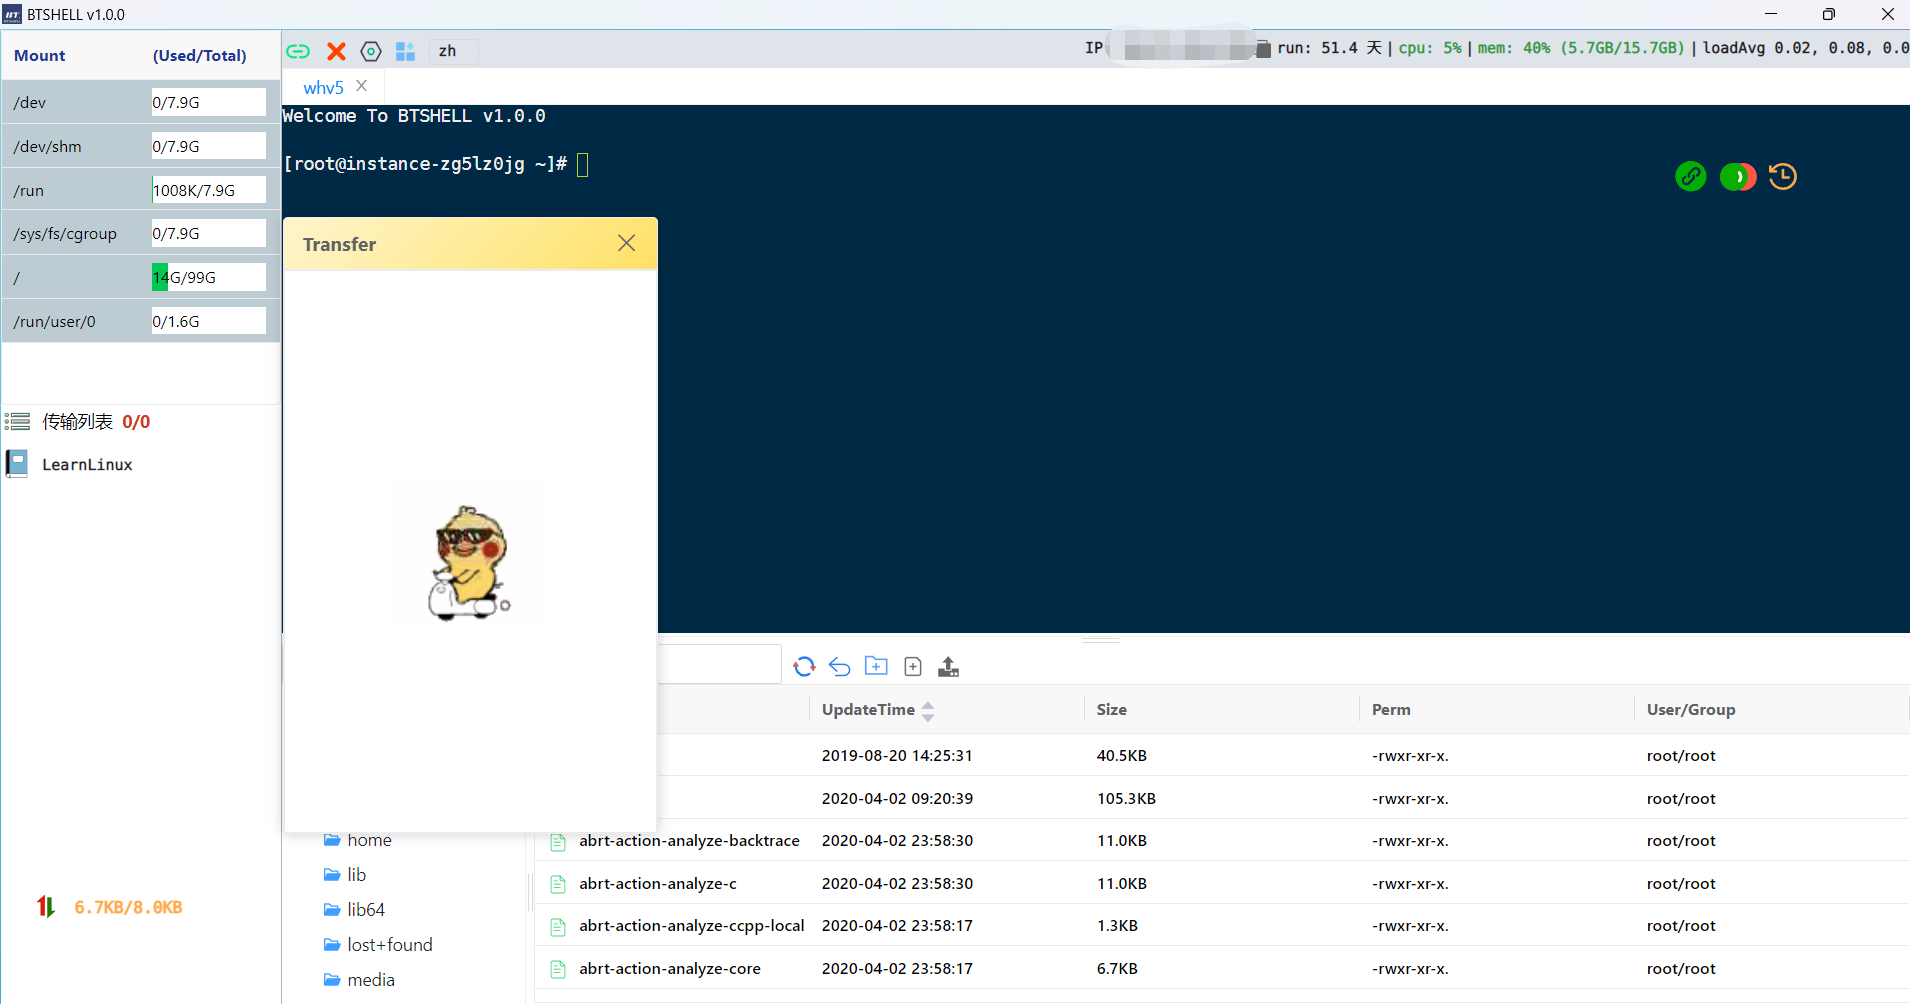 BTSHELL v1.0.0
Mount (Used/Total)
/dev 0/7.9G
/dev/shm 0/7.9G
/run 1008K/7.9G
/sys/fs/cgroup 0/7.9G
/ 14G/99G
/run/user/0 0/1.6G
传输列表 0/0
LearnLinux
6.7KB/8.0KB
zh
IP run: 51.4 天 | cpu: 5% | mem: 40% (5.7GB/15.7GB) | loadAvg 0.02, 0.08, 0.0
whv5
Welcome To BTSHELL v1.0.0
[root@instance-zg5lz0jg ~]#
Transfer
UpdateTime Size Perm User/Group
2019-08-20 14:25:31 40.5KB -rwxr-xr-x. root/root
2020-04-02 09:20:39 105.3KB -rwxr-xr-x. root/root
abrt-action-analyze-backtrace 2020-04-02 23:58:30 11.0KB -rwxr-xr-x. root/root
abrt-action-analyze-c 2020-04-02 23:58:30 11.0KB -rwxr-xr-x. root/root
abrt-action-analyze-ccpp-local 2020-04-02 23:58:17 1.3KB -rwxr-xr-x. root/root
abrt-action-analyze-core 2020-04-02 23:58:17 6.7KB -rwxr-xr-x. root/root
home
lib
lib64
lost+found
media